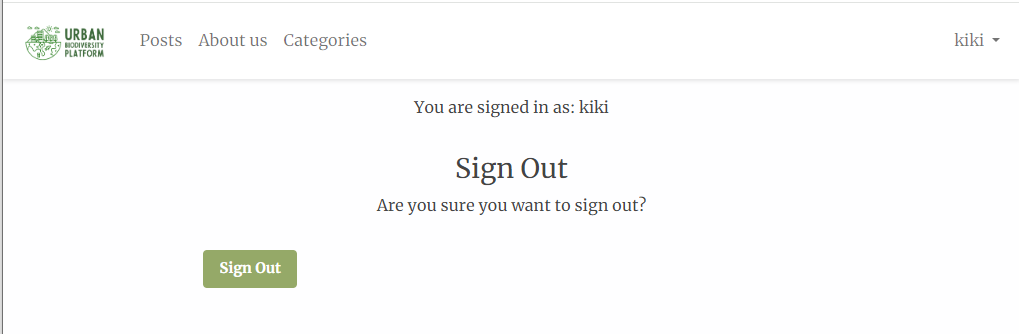 URBAN
BIODIVERSITY
PLATFORM
Posts About us Categories kiki
You are signed in as: kiki
Sign Out
Are you sure you want to sign out?
Sign Out